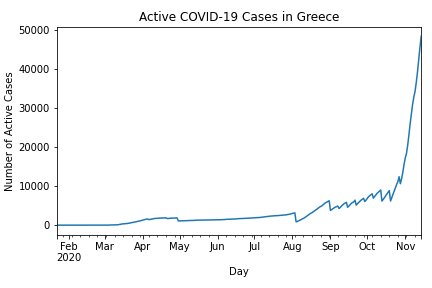 Active COVID-19 Cases in Greece
Number of Active Cases
50000
40000
30000
20000
10000
0
Feb Mar Apr May Jun Jul Aug Sep Oct Nov
2020
Day